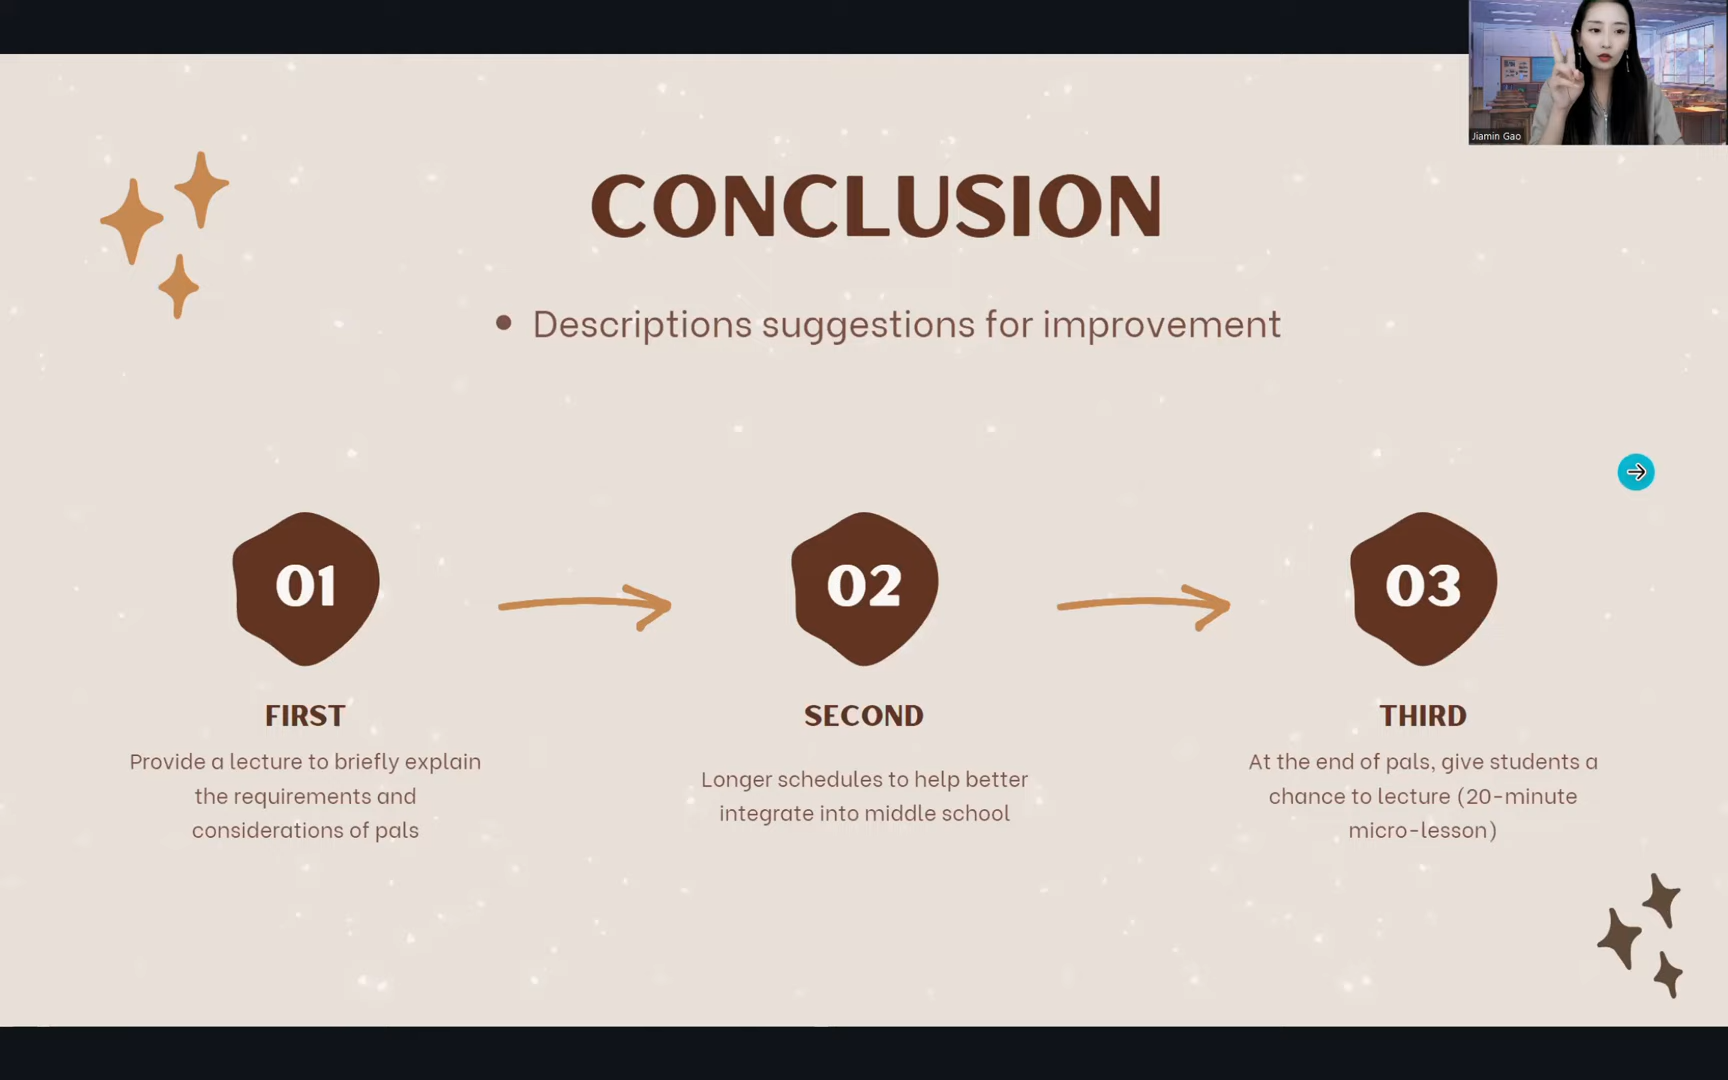 Jiamin Gao
CONCLUSION
• Descriptions suggestions for improvement
01
FIRST
Provide a lecture to briefly explain
the requirements and
considerations of pals
02
SECOND
Longer schedules to help better
integrate into middle school
03
THIRD
At the end of pals, give students a
chance to lecture (20-minute
micro-lesson)